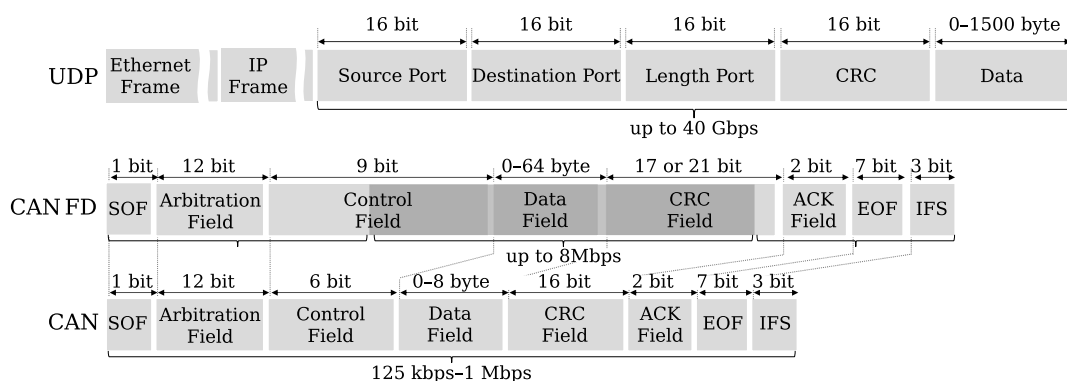 16 bit 16 bit 16 bit 16 bit 0–1500 byte
UDP
Ethernet
Frame
IP
Frame
Source Port Destination Port Length Port CRC Data
up to 40 Gbps
1 bit 12 bit 9 bit 0–64 byte 17 or 21 bit 2 bit 7 bit 3 bit
CAN FD
SOF
Arbitration
Field
Control
Field
Data
Field
CRC
Field
ACK
Field
EOF
IFS
up to 8Mbps
1 bit 12 bit 6 bit 0–8 byte 16 bit 2 bit 7 bit 3 bit
CAN
SOF
Arbitration
Field
Control
Field
Data
Field
CRC
Field
ACK
Field
EOF
IFS
125 kbps–1 Mbps